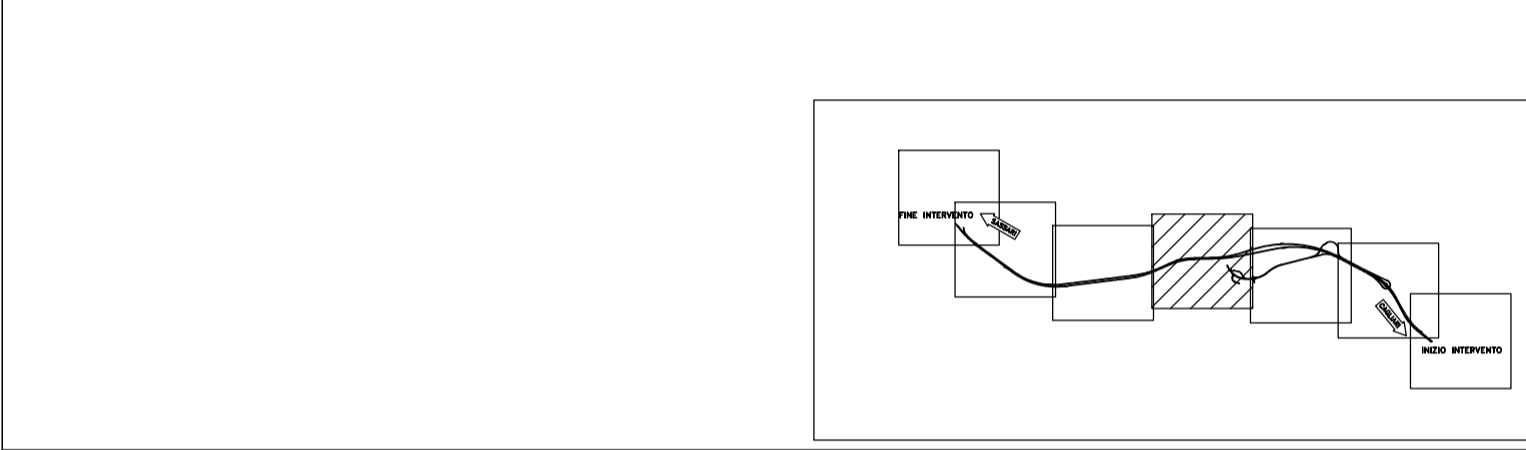 FINE INTERVENTO
SASSARI
CAGLIARI
INIZIO INTERVENTO